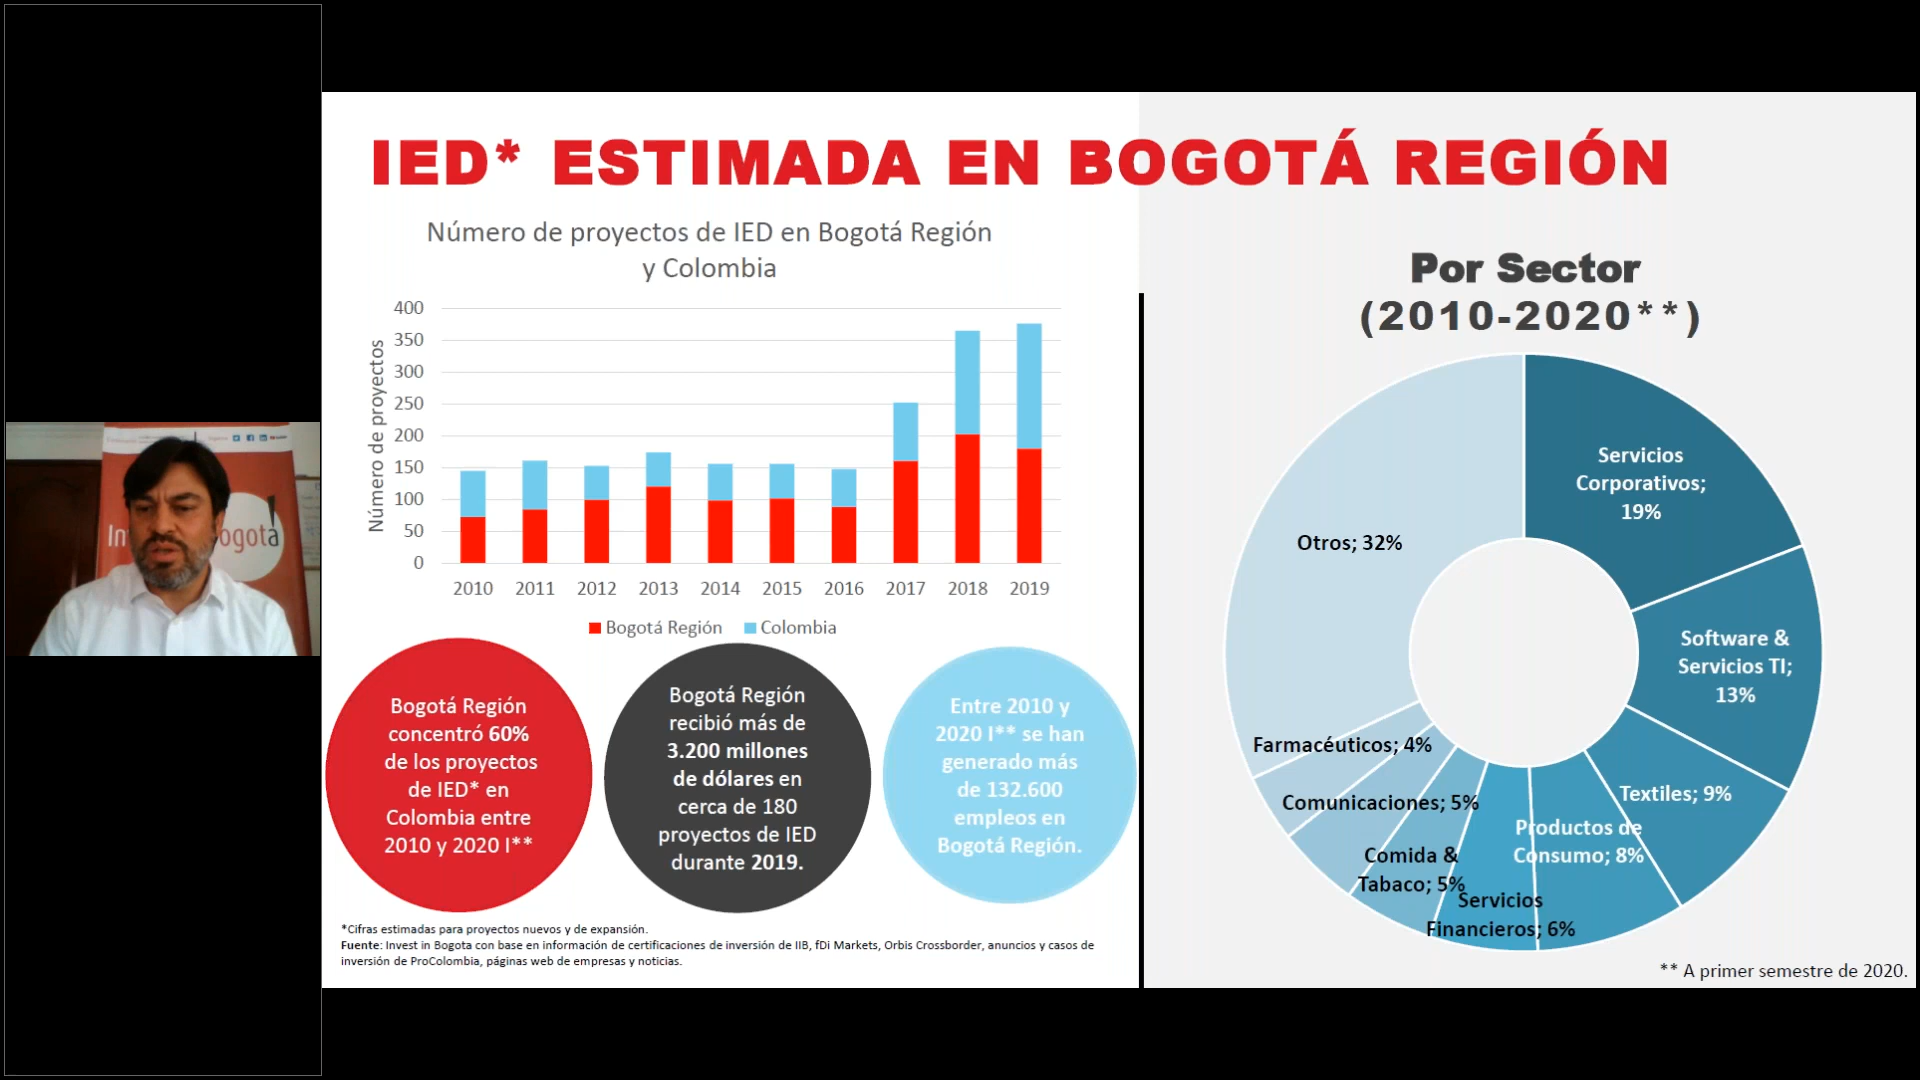 IED* ESTIMADA EN BOGOTÁ REGIÓN
Número de proyectos de IED en Bogotá Región
y Colombia
Número de proyectos
400
350
300
250
200
150
100
50
0
2010 2011 2012 2013 2014 2015 2016 2017 2018 2019
Bogotá Región Colombia
Bogotá Región
concentró 60%
de los proyectos
de IED* en
Colombia entre
2010 y 2020 I**
Bogotá Región
recibió más de
3.200 millones
de dólares en
cerca de 180
proyectos de IED
durante 2019.
Entre 2010 y
2020 I** se han
generado más
de 132.600
empleos en
Bogotá Región.
*Cifras estimadas para proyectos nuevos y de expansión.
Fuente: Invest in Bogota con base en información de certificaciones de inversión de IIB, fDi Markets, Orbis Crossborder, anuncios y casos de
inversión de ProColombia, páginas web de empresas y noticias.
Por Sector
(2010-2020**)
Servicios
Corporativos;
19%
Software &
Servicios TI;
13%
Textiles; 9%
Productos de
Consumo; 8%
Servicios
Financieros; 6%
Comida &
Tabaco; 5%
Comunicaciones; 5%
Farmacéuticos; 4%
Otros; 32%
** A primer semestre de 2020.
In
ogotá